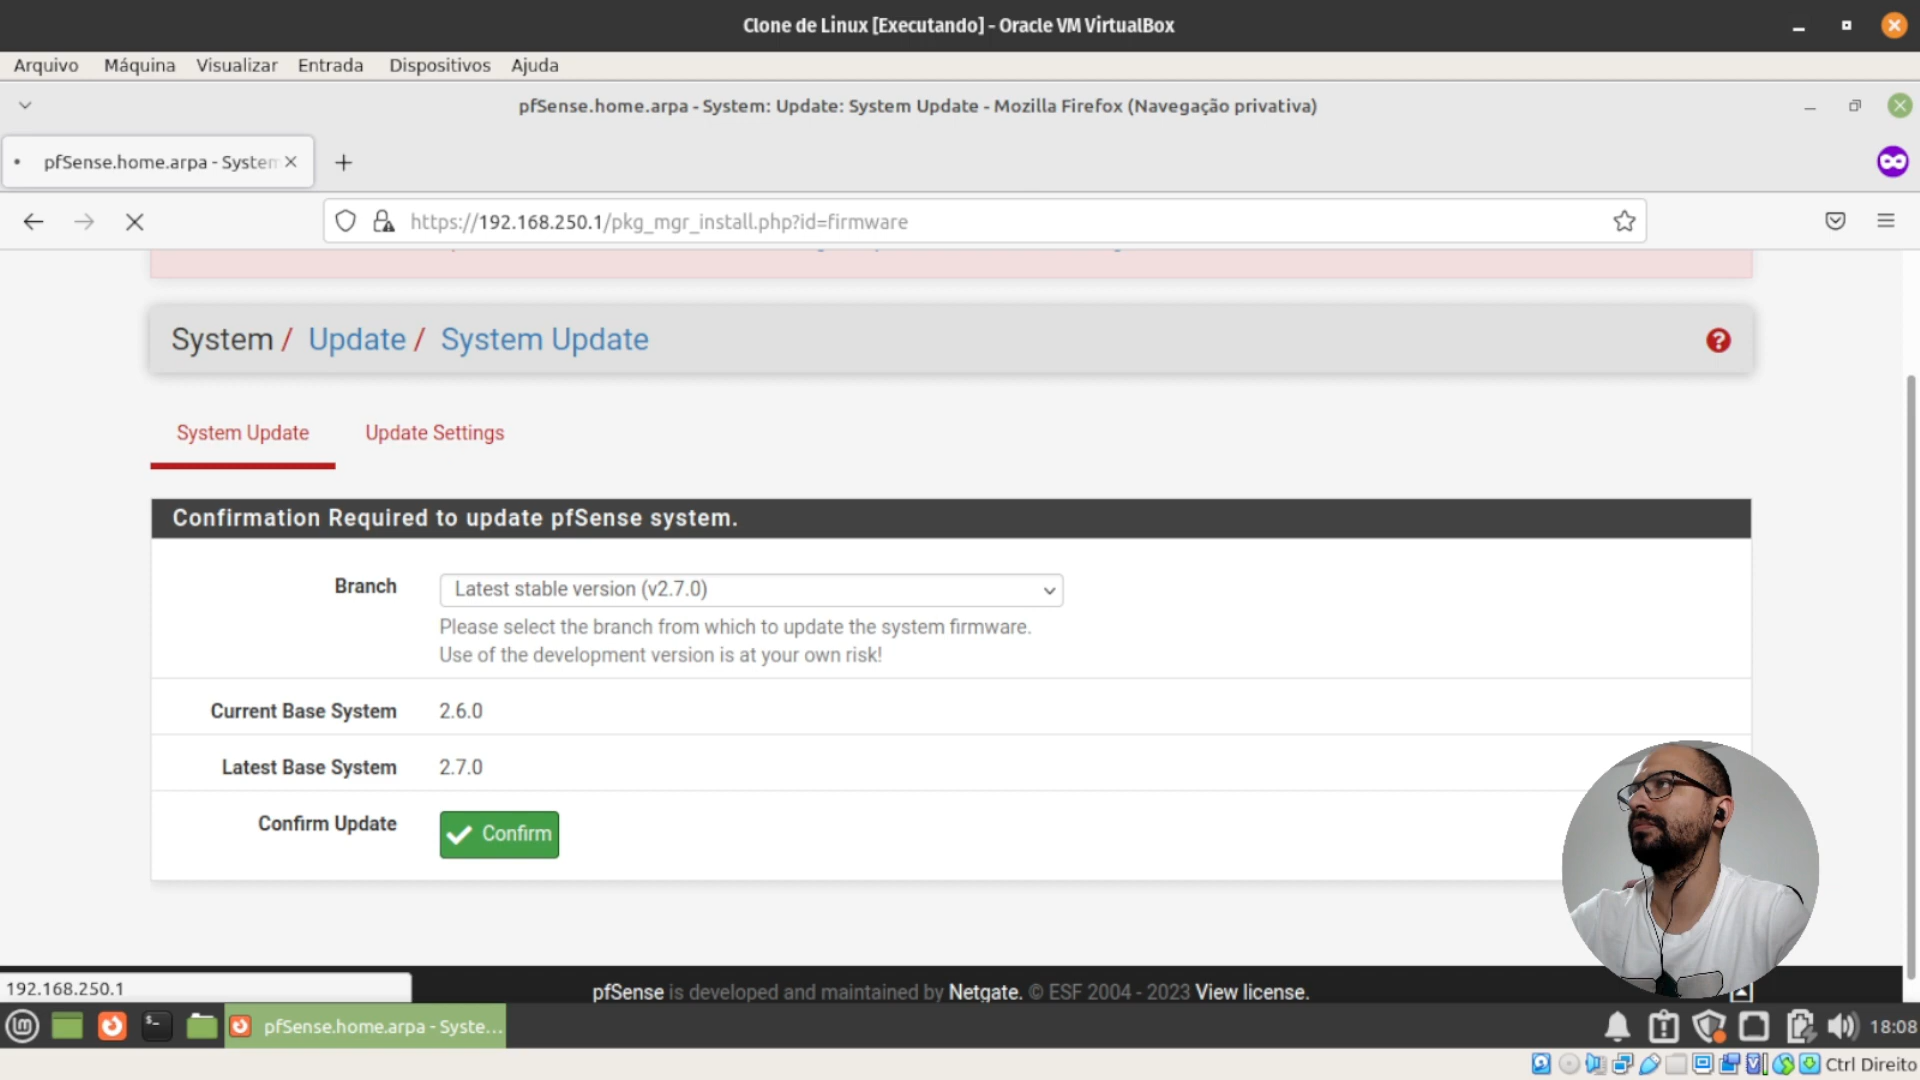 Clone de Linux [Executando] - Oracle VM VirtualBox
Arquivo Máquina Visualizar Entrada Dispositivos Ajuda
pfSense.home.arpa - System: Update: System Update - Mozilla Firefox (Navegação privativa)
pfSense.home.arpa - System
https://192.168.250.1/pkg_mgr_install.php?id=firmware
System / Update / System Update
System Update Update Settings
Confirmation Required to update pfSense system.
Branch Latest stable version (v2.7.0)
Please select the branch from which to update the system firmware.
Use of the development version is at your own risk!
Current Base System 2.6.0
Latest Base System 2.7.0
Confirm Update Confirm
192.168.250.1
pfSense is developed and maintained by Netgate. © ESF 2004 - 2023 View license.
pfSense.home.arpa - Syste...
18:08
Ctrl Direito